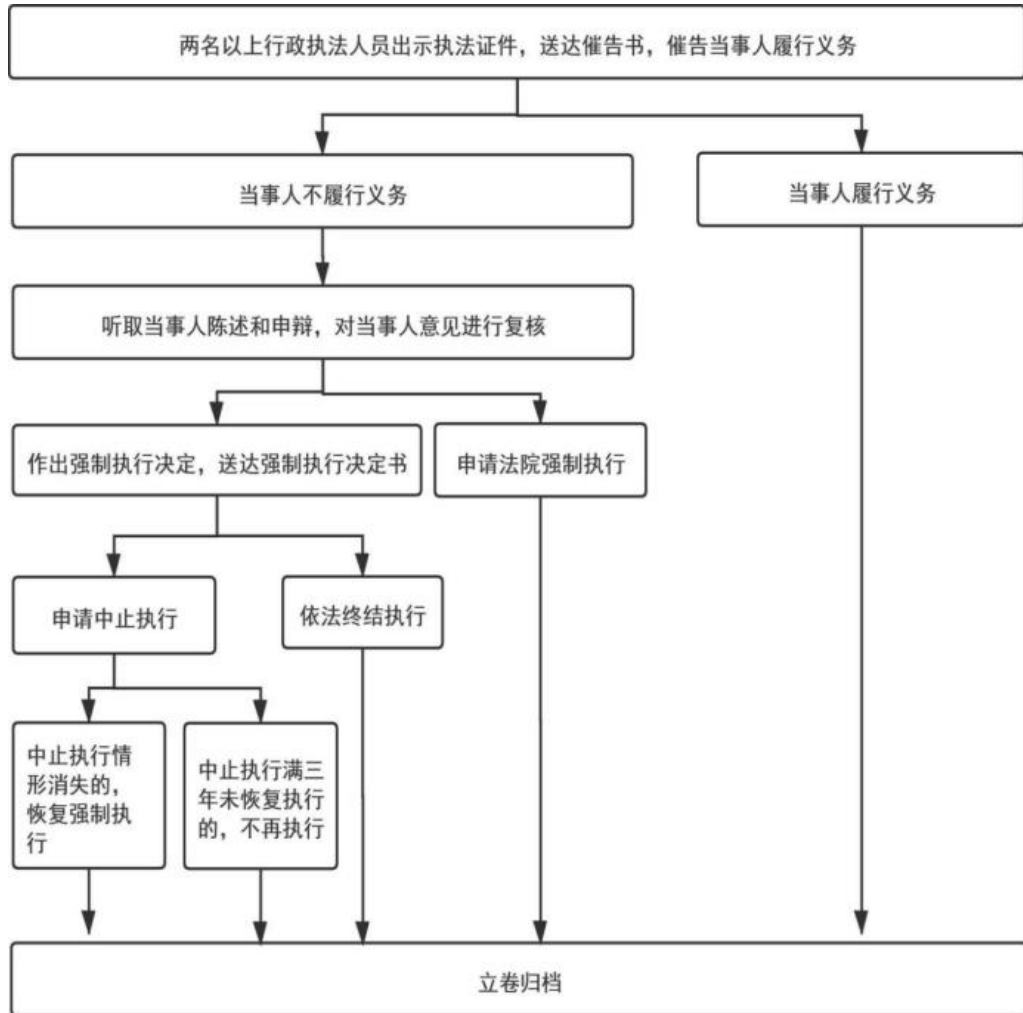 两名以上行政执法人员出示执法证件，送达催告书，催告当事人履行义务
当事人不履行义务
当事人履行义务
听取当事人陈述和申辩，对当事人意见进行复核
作出强制执行决定，送达强制执行决定书
申请法院强制执行
申请中止执行
依法终结执行
中止执行情
形消失的，
恢复强制执
行
中止执行满三
年未恢复执行
的，不再执行
立卷归档